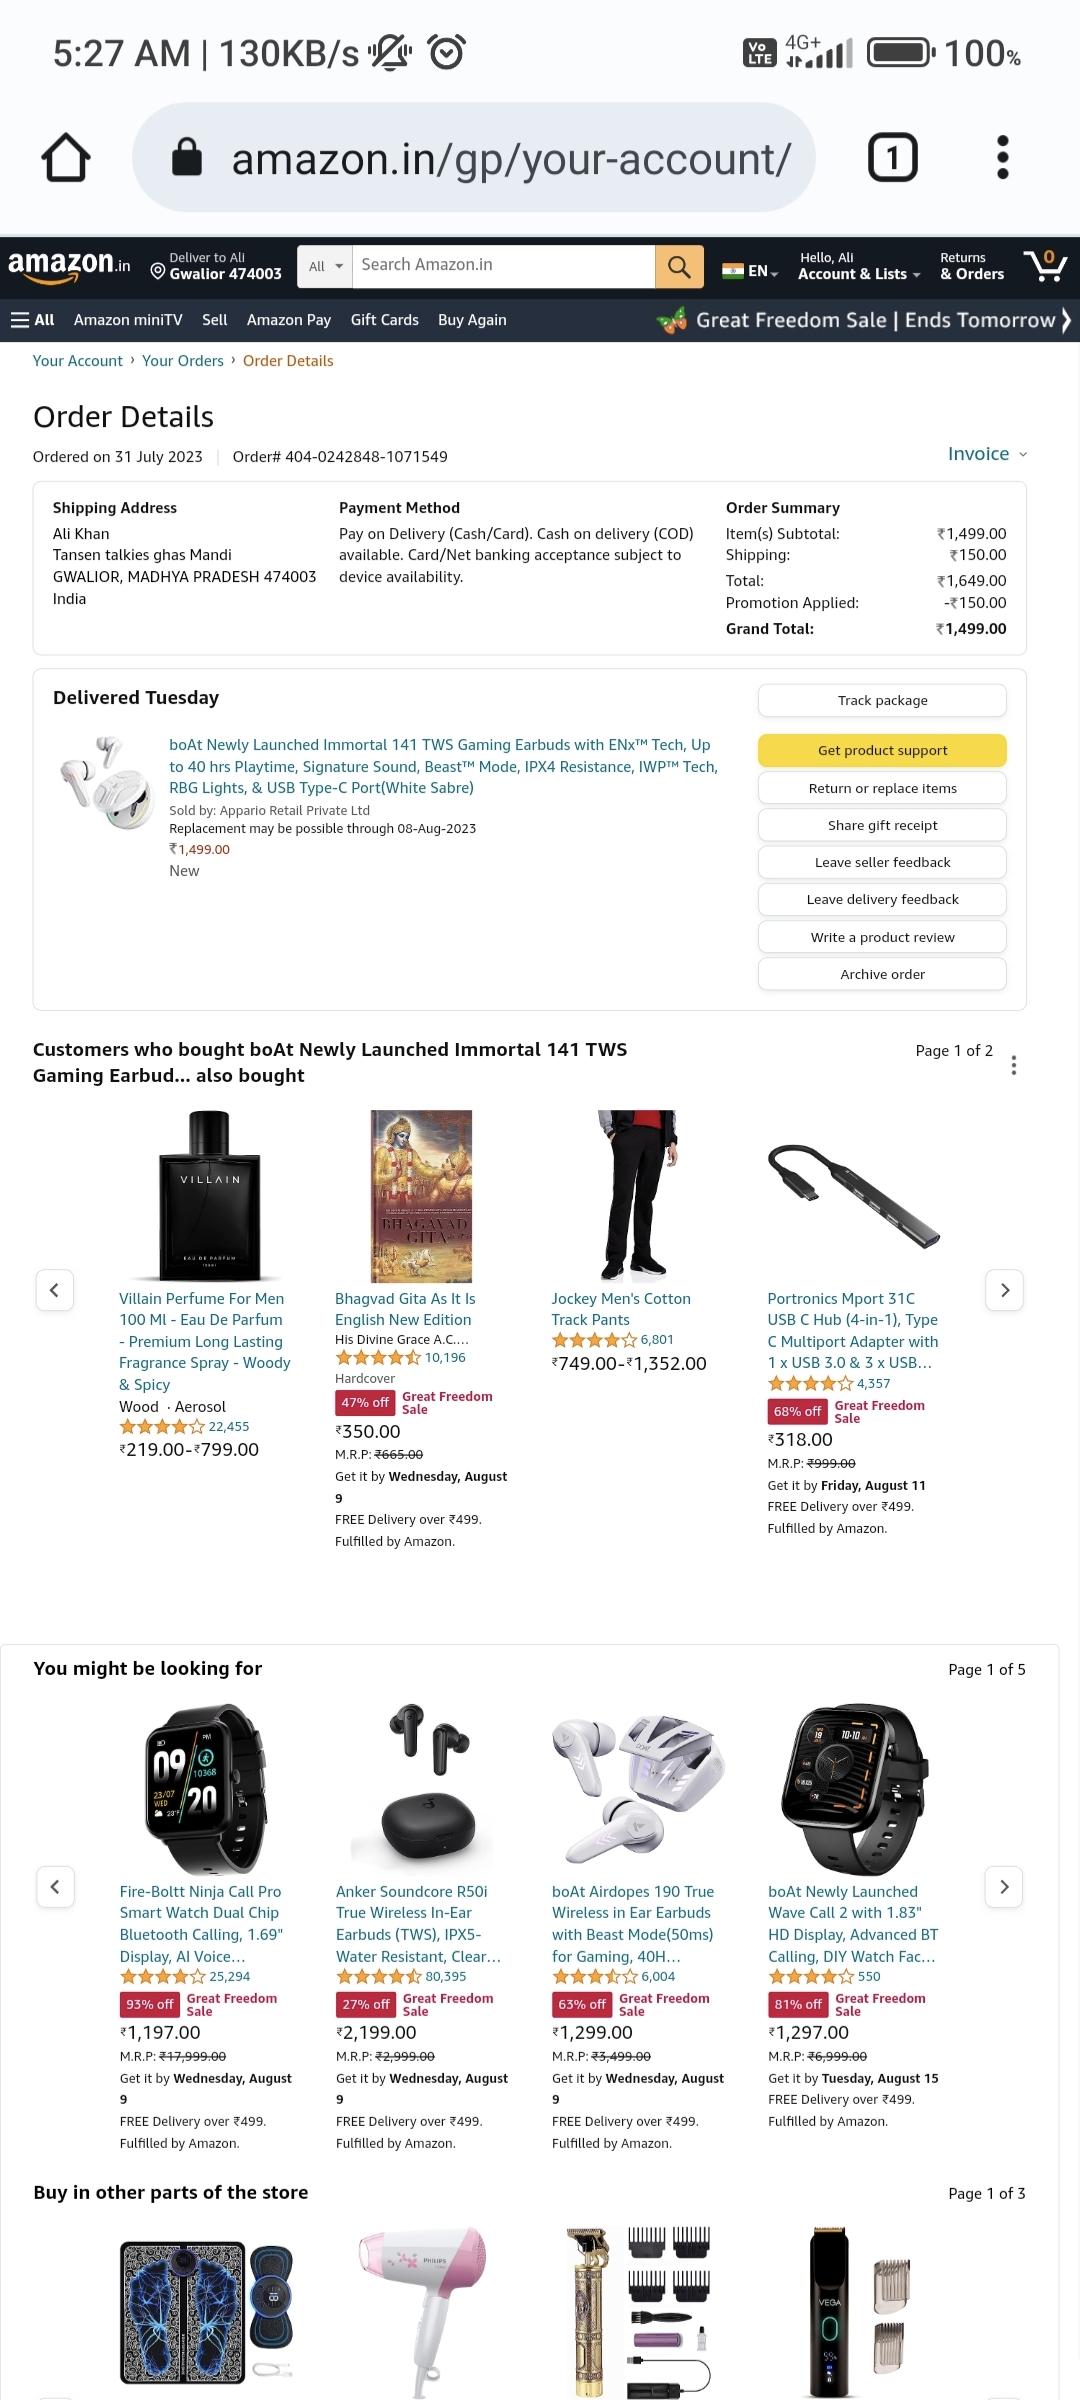 5:27 AM | 130KB/s
Vo LTE 4G+ 100%
amazon.in/gp/your-account/
1
amazon.in
Deliver to Ali
Gwalior 474003
All
Search Amazon.in
EN
Hello, Ali
Account & Lists
Returns
& Orders
0
All Amazon miniTV Sell Amazon Pay Gift Cards Buy Again
Great Freedom Sale | Ends Tomorrow
Your Account › Your Orders › Order Details
Order Details
Ordered on 31 July 2023 | Order# 404-0242848-1071549
Invoice
Shipping Address
Ali Khan
Tansen talkies ghas Mandi
GWALIOR, MADHYA PRADESH 474003
India
Payment Method
Pay on Delivery (Cash/Card). Cash on delivery (COD)
available. Card/Net banking acceptance subject to
device availability.
Order Summary
Item(s) Subtotal: ₹1,499.00
Shipping: ₹150.00
Total: ₹1,649.00
Promotion Applied: -₹150.00
Grand Total: ₹1,499.00
Delivered Tuesday
boAt Newly Launched Immortal 141 TWS Gaming Earbuds with ENx™ Tech, Up
to 40 hrs Playtime, Signature Sound, Beast™ Mode, IPX4 Resistance, IWP™ Tech,
RBG Lights, & USB Type-C Port(White Sabre)
Sold by: Appario Retail Private Ltd
Replacement may be possible through 08-Aug-2023
₹1,499.00
New
Track package
Get product support
Return or replace items
Share gift receipt
Leave seller feedback
Leave delivery feedback
Write a product review
Archive order
Customers who bought boAt Newly Launched Immortal 141 TWS
Gaming Earbud... also bought
Page 1 of 2
VILLAIN
EAU DE PARFUM
Villain Perfume For Men
100 Ml - Eau De Parfum
- Premium Long Lasting
Fragrance Spray - Woody
& Spicy
Wood · Aerosol
22,455
₹219.00-₹799.00
BHAGAVAD
GITA
Bhagvad Gita As It Is
English New Edition
His Divine Grace A.C....
10,196
Hardcover
47% off Great Freedom
Sale
₹350.00
M.R.P: ₹665.00
Get it by Wednesday, August
9
FREE Delivery over ₹499.
Fulfilled by Amazon.
Jockey Men's Cotton
Track Pants
6,801
₹749.00-₹1,352.00
Portronics Mport 31C
USB C Hub (4-in-1), Type
C Multiport Adapter with
1 x USB 3.0 & 3 x USB...
4,357
68% off Great Freedom
Sale
₹318.00
M.R.P: ₹999.00
Get it by Friday, August 11
FREE Delivery over ₹499.
Fulfilled by Amazon.
You might be looking for
Page 1 of 5
PM
09
10368
23/07
WED
20
23°F
Fire-Boltt Ninja Call Pro
Smart Watch Dual Chip
Bluetooth Calling, 1.69"
Display, AI Voice...
25,294
93% off Great Freedom
Sale
₹1,197.00
M.R.P: ₹17,999.00
Get it by Wednesday, August
9
FREE Delivery over ₹499.
Fulfilled by Amazon.
Anker Soundcore R50i
True Wireless In-Ear
Earbuds (TWS), IPX5-
Water Resistant, Clear...
80,395
27% off Great Freedom
Sale
₹2,199.00
M.R.P: ₹2,999.00
Get it by Wednesday, August
9
FREE Delivery over ₹499.
Fulfilled by Amazon.
boAt Airdopes 190 True
Wireless in Ear Earbuds
with Beast Mode(50ms)
for Gaming, 40H...
6,004
63% off Great Freedom
Sale
₹1,299.00
M.R.P: ₹3,499.00
Get it by Wednesday, August
9
FREE Delivery over ₹499.
Fulfilled by Amazon.
19
10:10
boAt Newly Launched
Wave Call 2 with 1.83"
HD Display, Advanced BT
Calling, DIY Watch Fac...
550
81% off Great Freedom
Sale
₹1,297.00
M.R.P: ₹6,999.00
Get it by Tuesday, August 15
FREE Delivery over ₹499.
Fulfilled by Amazon.
Buy in other parts of the store
Page 1 of 3
PHILIPS
VEGA